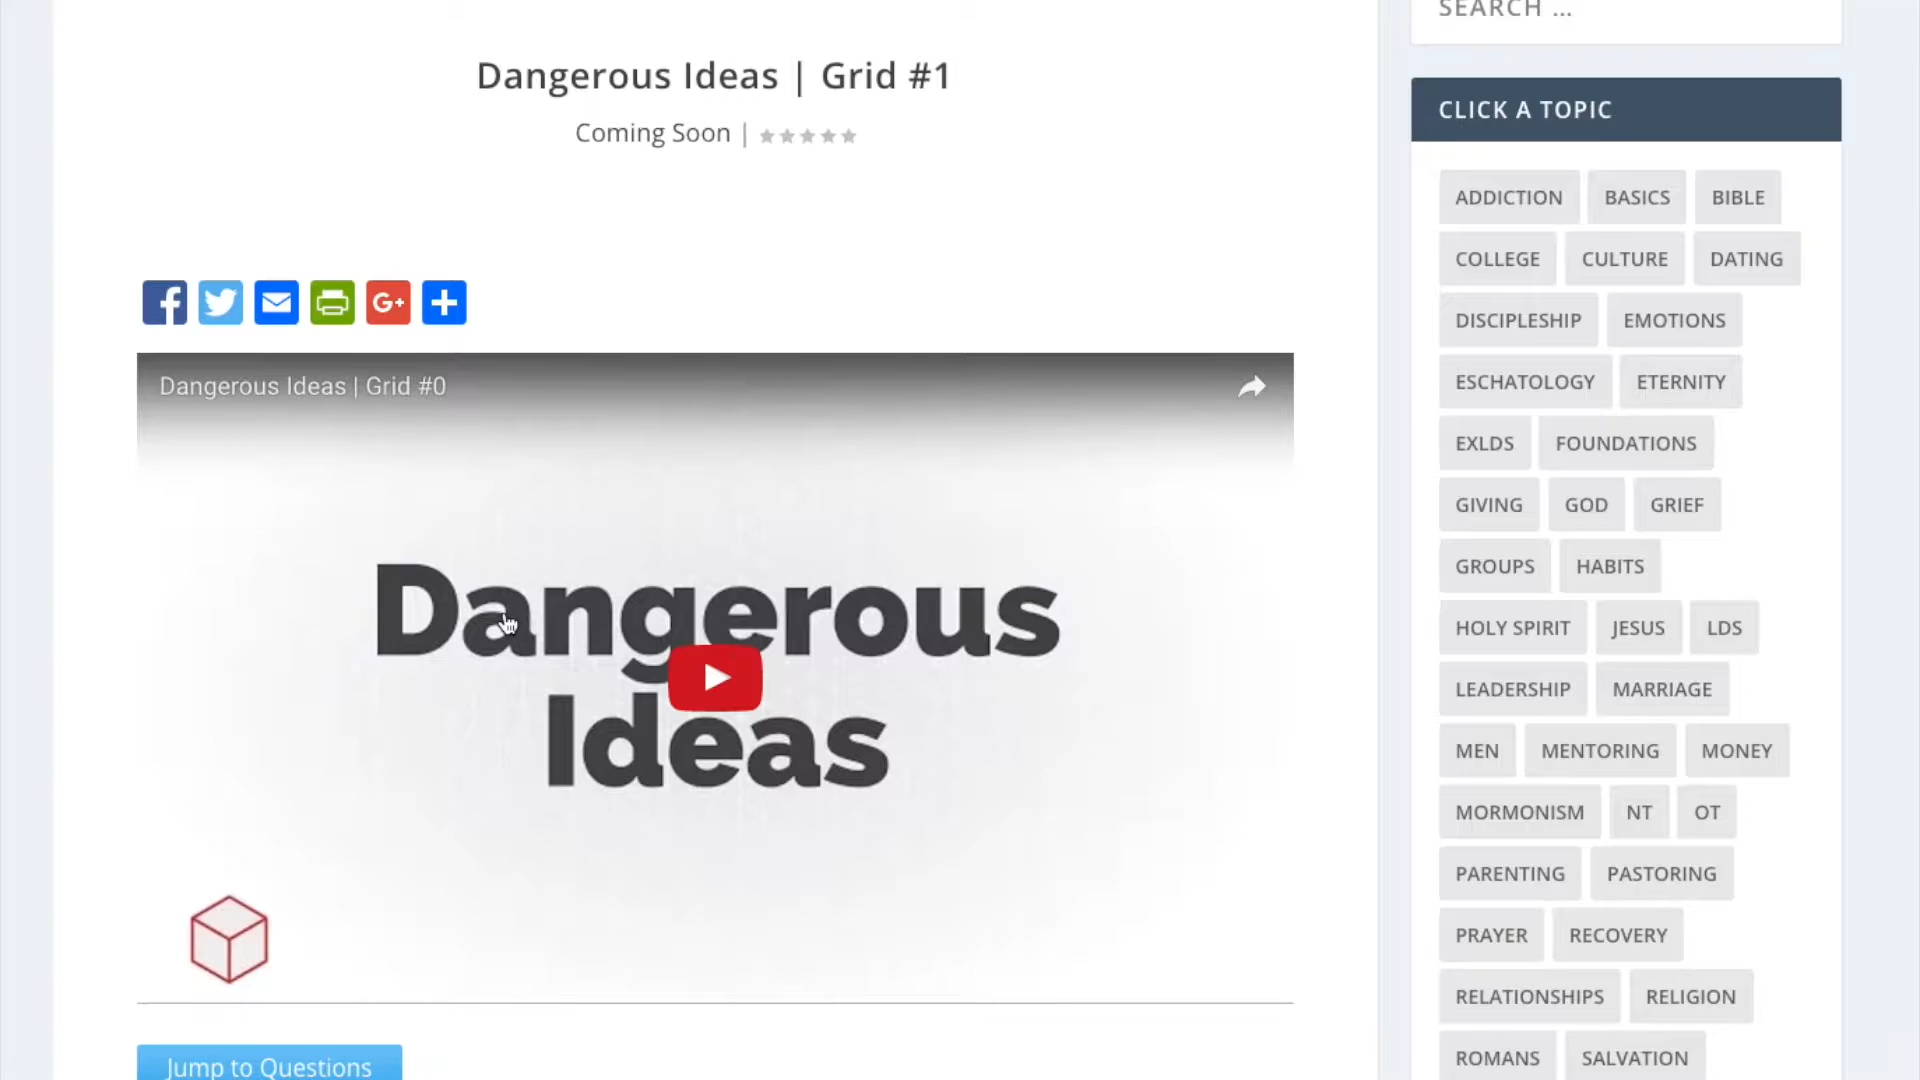 SEARCH ...
Dangerous Ideas | Grid #1
Coming Soon |
CLICK A TOPIC
ADDICTION BASICS BIBLE
COLLEGE CULTURE DATING
DISCIPLESHIP EMOTIONS
ESCHATOLOGY ETERNITY
EXLDS FOUNDATIONS
GIVING GOD GRIEF
GROUPS HABITS
HOLY SPIRIT JESUS LDS
LEADERSHIP MARRIAGE
MEN MENTORING MONEY
MORMONISM NT OT
PARENTING PASTORING
PRAYER RECOVERY
RELATIONSHIPS RELIGION
ROMANS SALVATION
G+
Dangerous Ideas | Grid #0
Dangerous
Ideas
Jump to Questions